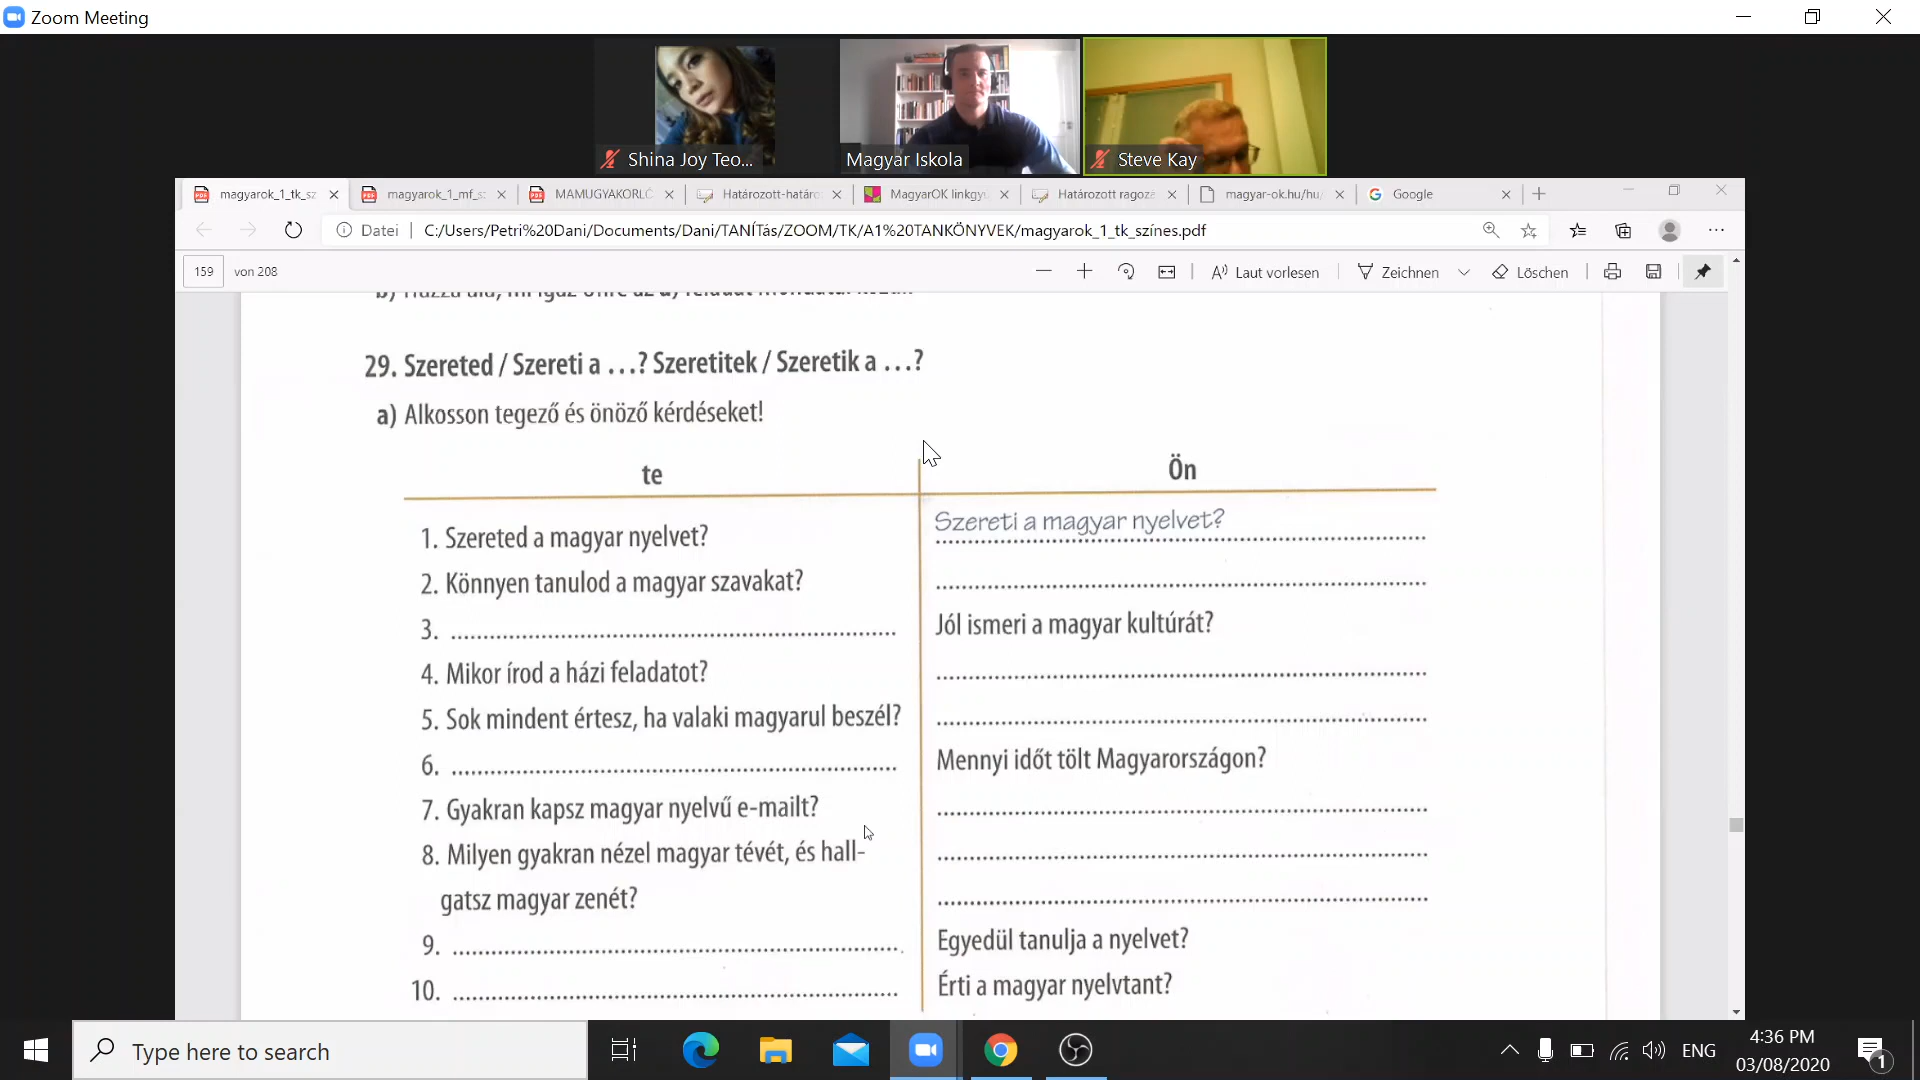 Zoom Meeting
Shina Joy Teo...
Magyar Iskola
Steve Kay
magyarok_1_tk_sz
magyarok_1_mf_s
MAMUGYAKORL
Határozott-határo
MagyarOK linkgy
Határozott ragoz
magyar-ok.hu/hu/
Google
Datei
C:/Users/Petri%20Dani/Documents/Dani/TANÍTás/ZOOM/TK/A1%20TANKÖNYVEK/magyarok_1_tk_színes.pdf
159 von 208
Laut vorlesen
Zeichnen
Löschen
29. Szereted / Szereti a ...? Szeretitek / Szeretik a ...?
a) Alkosson tegező és önöző kérdéseket!
te
Ön
1. Szereted a magyar nyelvet?
Szereti a magyar nyelvet?
2. Könnyen tanulod a magyar szavakat?
3.
Jól ismeri a magyar kultúrát?
4. Mikor írod a házi feladatot?
5. Sok mindent értesz, ha valaki magyarul beszél?
6.
Mennyi időt tölt Magyarországon?
7. Gyakran kapsz magyar nyelvű e-mailt?
8. Milyen gyakran nézel magyar tévét, és hall-
gatsz magyar zenét?
9.
Egyedül tanulja a nyelvet?
10.
Érti a magyar nyelvtant?
Type here to search
ENG
4:36 PM
03/08/2020
1